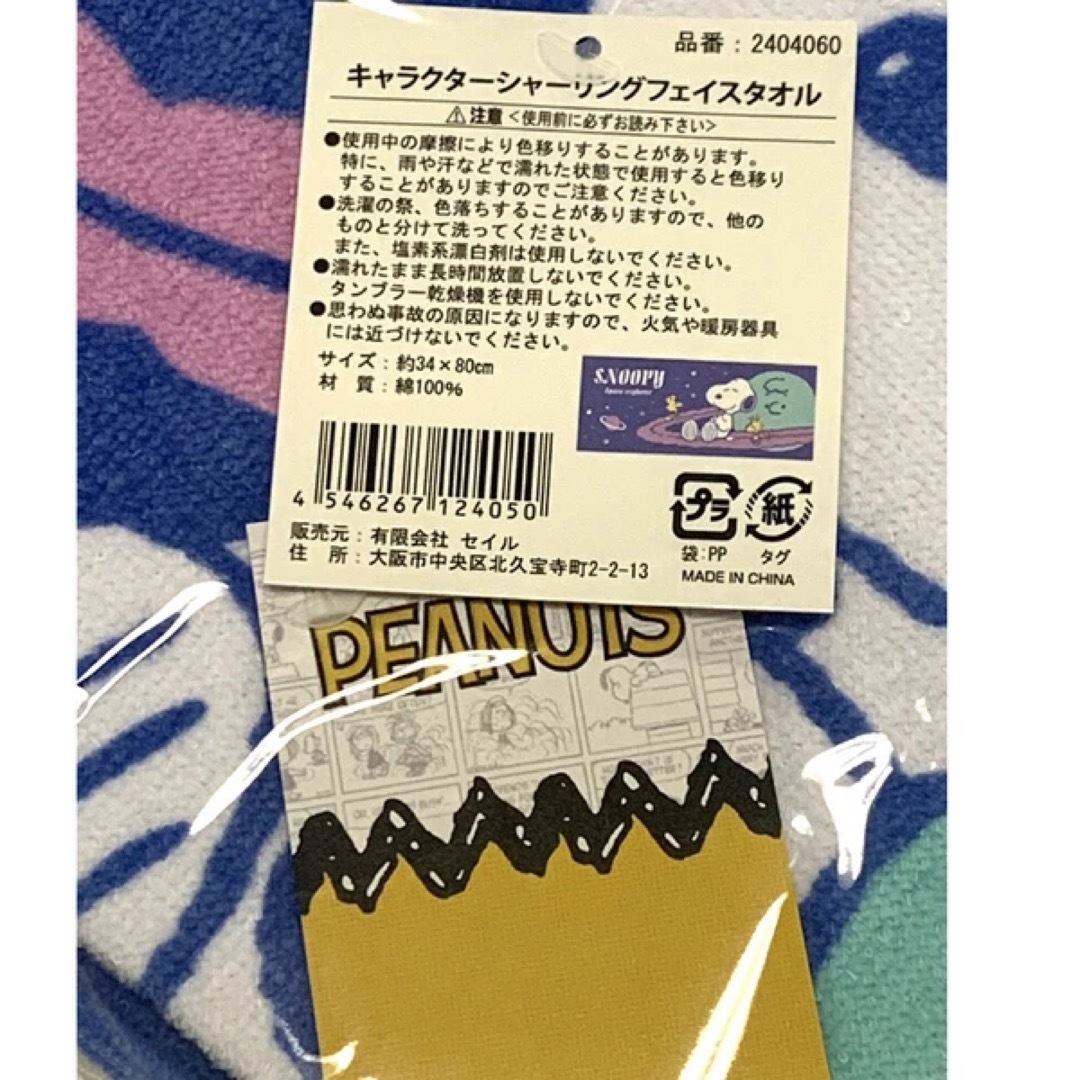 品番：2404060
キャラクターシャーリングフェイスタオル
⚠注意＜使用前に必ずお読み下さい＞
●使用中の摩擦により色移りすることがあります。
特に、雨や汗などで濡れた状態で使用すると色移り
することがありますのでご注意ください。
●洗濯の祭、色落ちすることがありますので、他の
ものと分けて洗ってください。
また、塩素系漂白剤は使用しないでください。
●濡れたまま長時間放置しないでください。
タンブラー乾燥機を使用しないでください。
●思わぬ事故の原因になりますので、火気や暖房器具
には近づけないでください。
サイズ：約34×80㎝
材　質：綿100%
SNOOPY
Space explorer
4 546267 124050
プラ
紙
袋:PP
タグ
販売元：有限会社 セイル
住　所：大阪市中央区北久宝寺町2-2-13
MADE IN CHINA
PEANUTS